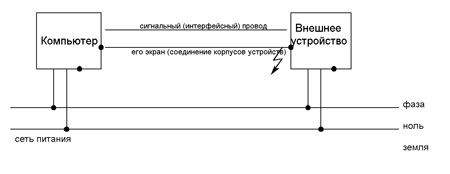 сигнальный (интерфейсный) провод
Компьютер
Внешнее
устройство
его экран (соединение корпусов устройств)
фаза
ноль
сеть питания
земля